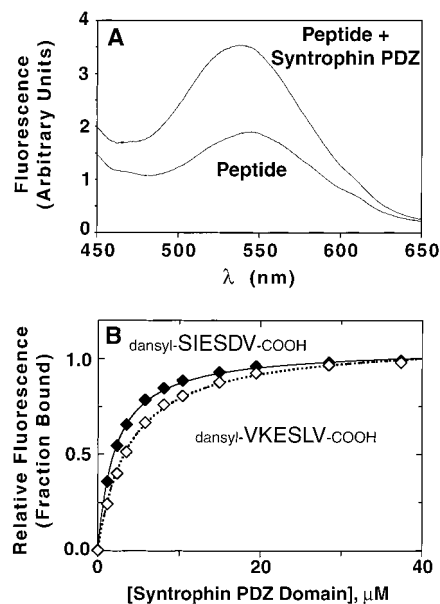 A
Peptide +
Syntrophin PDZ
Peptide
Fluorescence
(Arbitrary Units)
4
3
2
1
0
450 500 550 600 650
λ (nm)
B
dansyl-SIESDV-COOH
dansyl-VKESLV-COOH
Relative Fluorescence
(Fraction Bound)
1.0
0.5
0.0
0 20 40
[Syntrophin PDZ Domain], μM